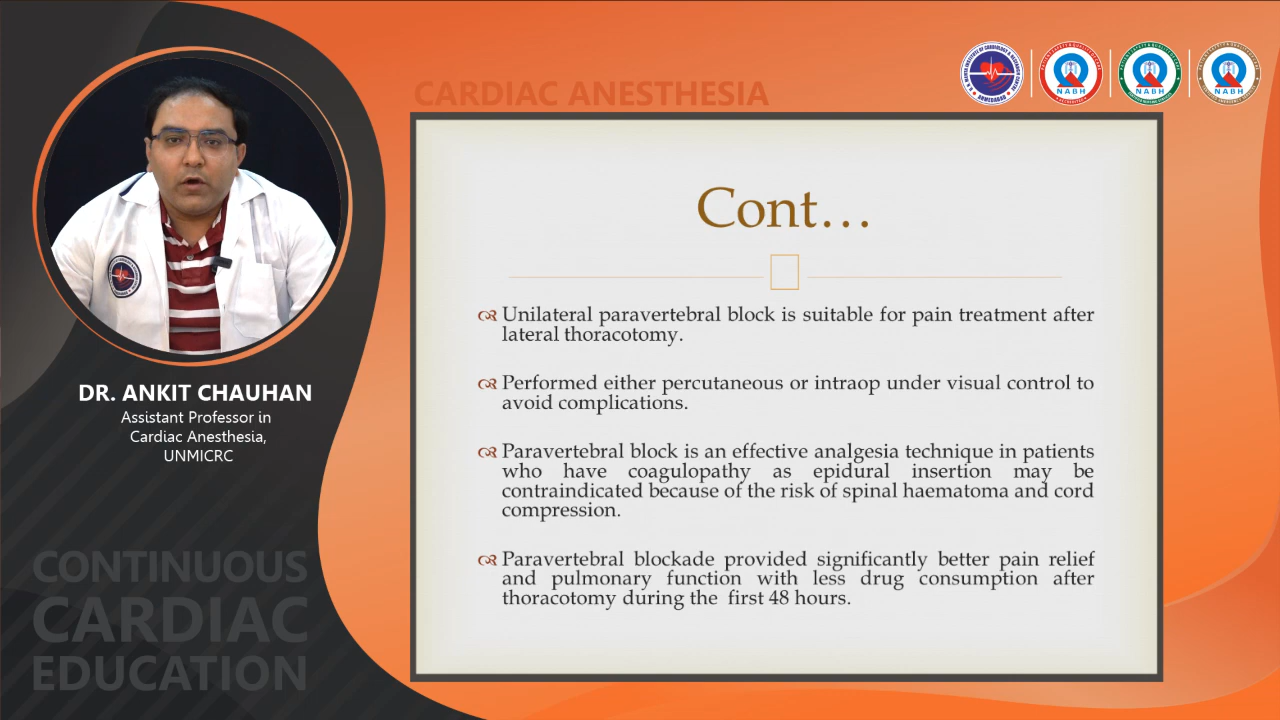 CARDIAC ANESTHESIA
NABH
NABH
NABH
Cont...
Unilateral paravertebral block is suitable for pain treatment after
lateral thoracotomy.
Performed either percutaneous or intraop under visual control to
avoid complications.
Paravertebral block is an effective analgesia technique in patients
who have coagulopathy as epidural insertion may be
contraindicated because of the risk of spinal haematoma and cord
compression.
Paravertebral blockade provided significantly better pain relief
and pulmonary function with less drug consumption after
thoracotomy during the first 48 hours.
DR. ANKIT CHAUHAN
Assistant Professor in
Cardiac Anesthesia,
UNMICRC
CONTINUOUS
CARDIAC
EDUCATION